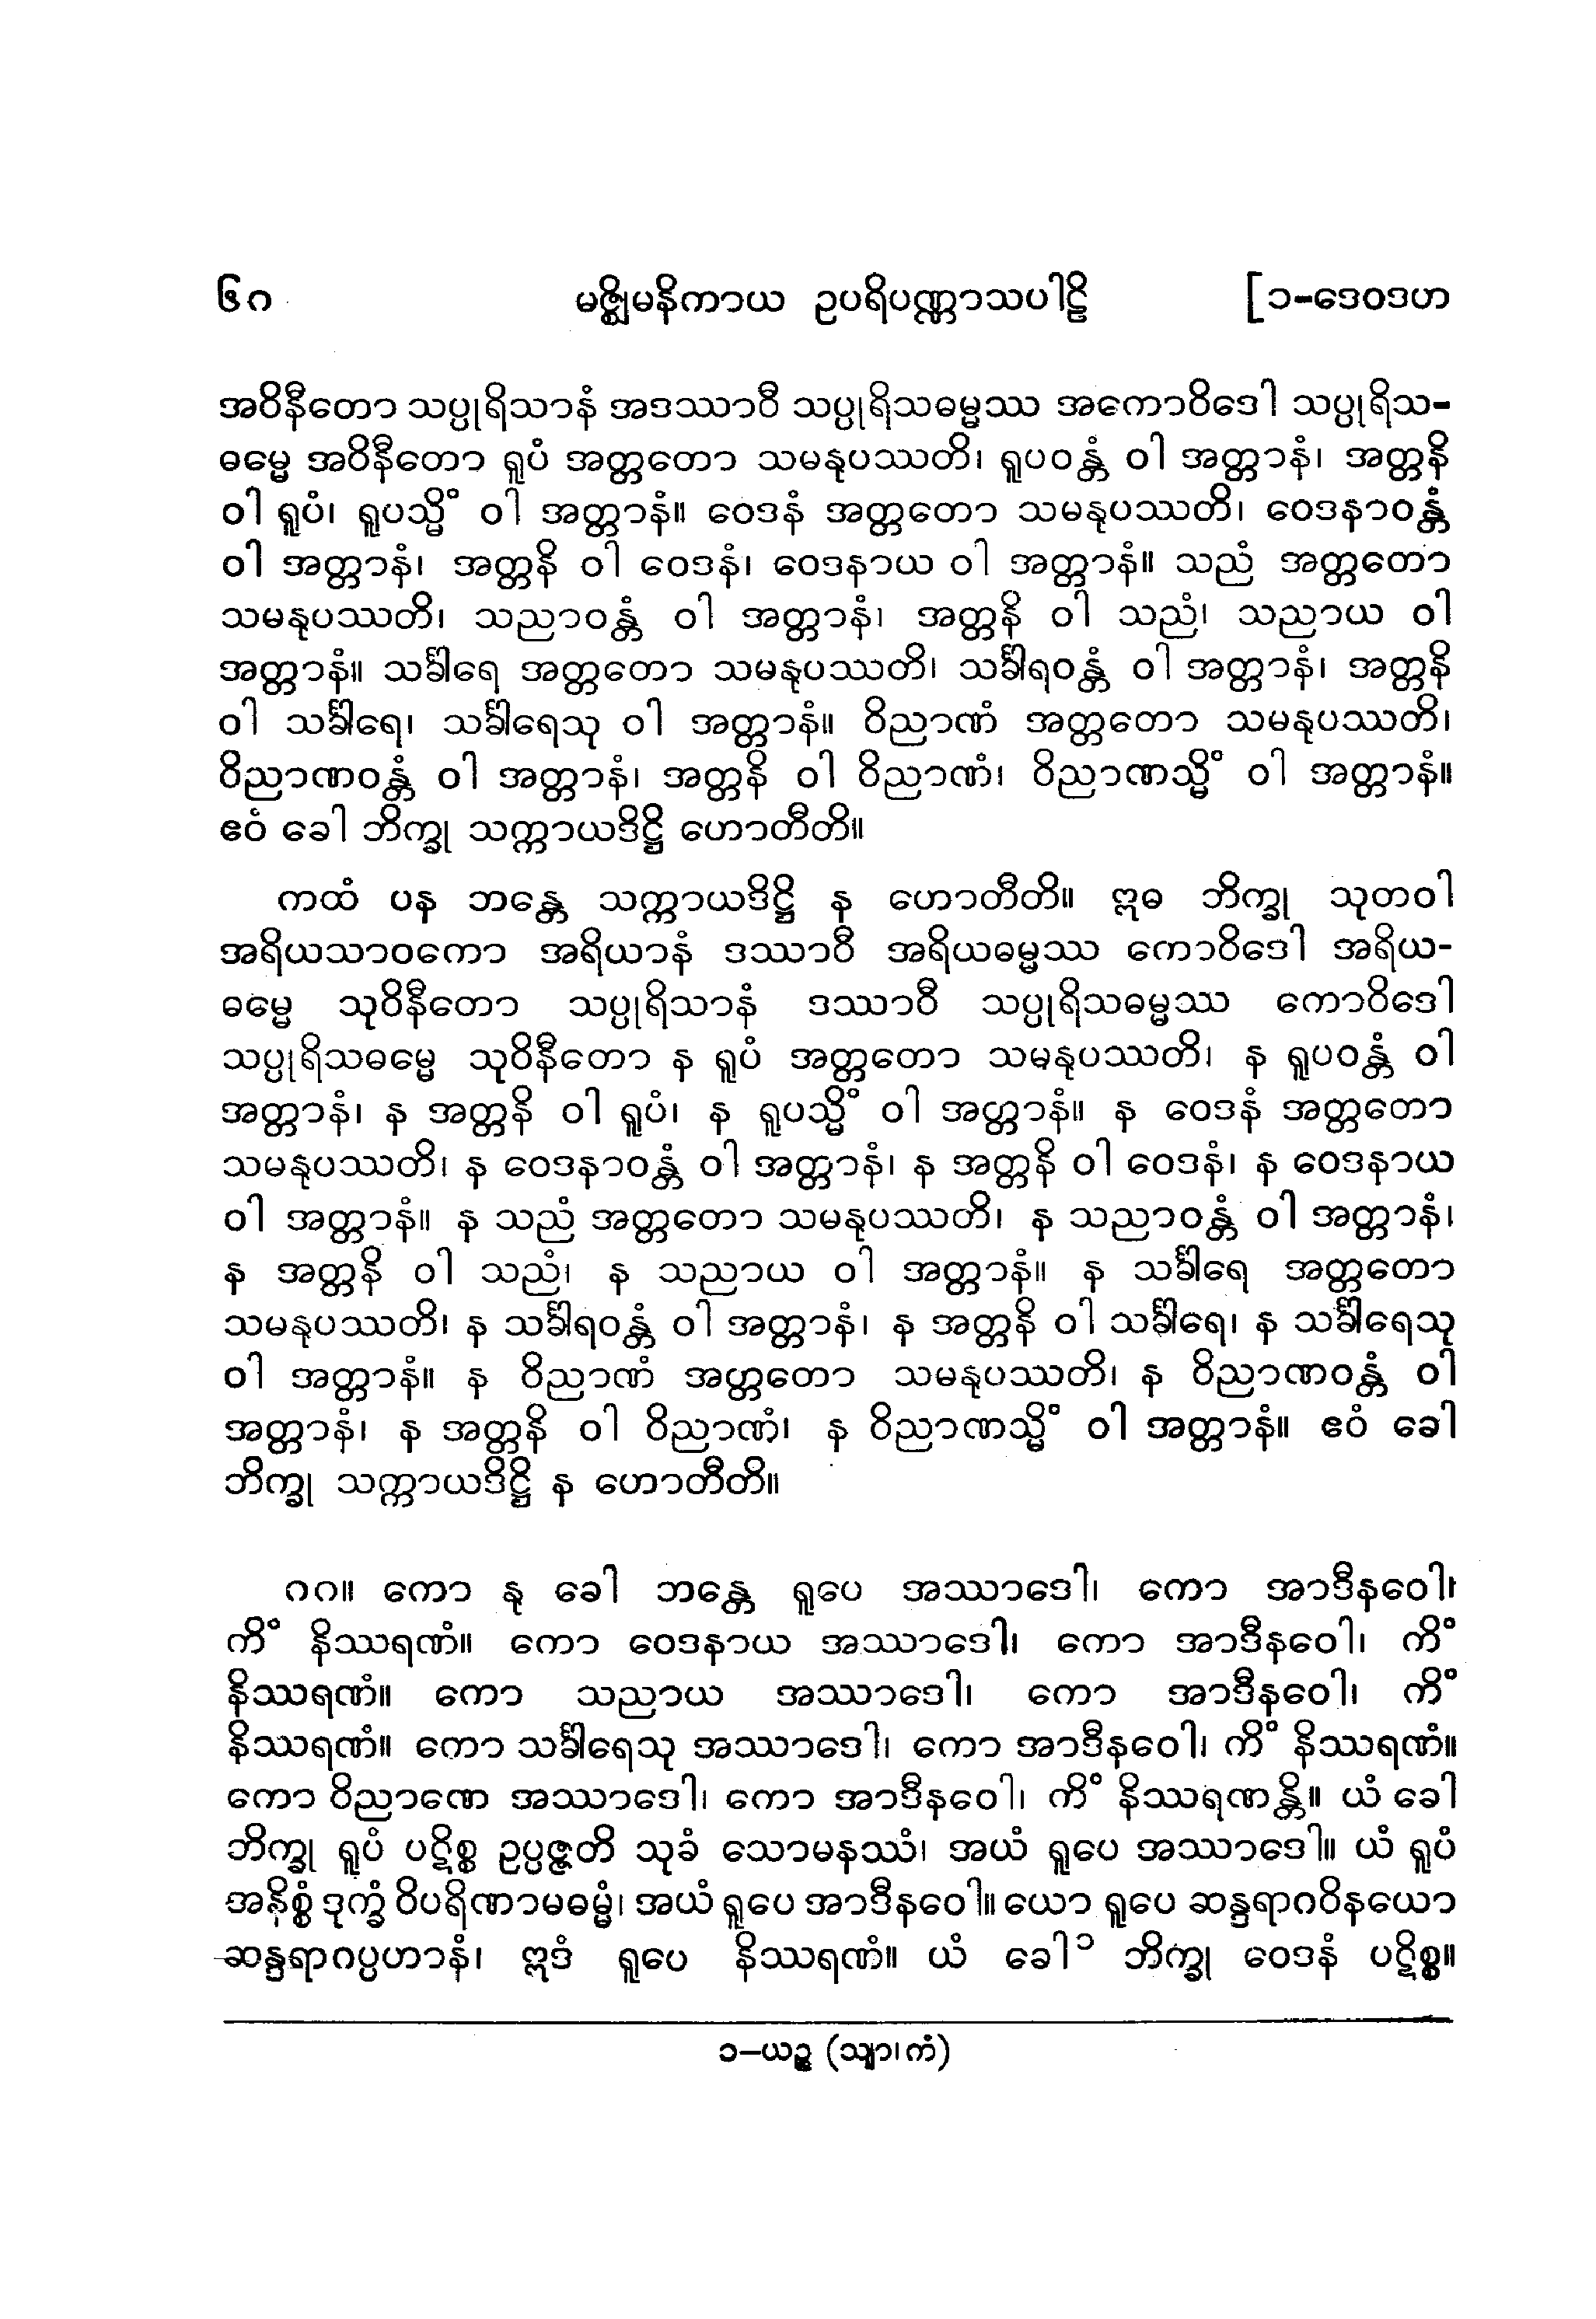 ၆၈ မဇ္ဈိမနိကာယ ဥပရိပဏ္ဏာသပါဠိ [၁-ဒေဝဒဟ
အဝိနီတော သပ္ပုရိသာနံ အဒဿာဝီ သပ္ပုရိသဓမ္မဿ အကောဝိဒေါ သပ္ပုရိသ-
ဓမ္မေ အဝိနီတော ရူပံ အတ္တတော သမနုပဿတိ၊ ရူပဝန္တံ ဝါ အတ္တာနံ၊ အတ္တနိ
ဝါ ရူပံ၊ ရူပသ္မိံ ဝါ အတ္တာနံ။ ဝေဒနံ အတ္တတော သမနုပဿတိ၊ ဝေဒနာဝန္တံ
ဝါ အတ္တာနံ၊ အတ္တနိ ဝါ ဝေဒနံ၊ ဝေဒနာယ ဝါ အတ္တာနံ။ သညံ အတ္တတော
သမနုပဿတိ၊ သညာဝန္တံ ဝါ အတ္တာနံ၊ အတ္တနိ ဝါ သညံ၊ သညာယ ဝါ
အတ္တာနံ။ သင်္ခါရေ အတ္တတော သမနုပဿတိ၊ သင်္ခါရဝန္တံ ဝါ အတ္တာနံ၊ အတ္တနိ
ဝါ သင်္ခါရေ၊ သင်္ခါရေသု ဝါ အတ္တာနံ။ ဝိညာဏံ အတ္တတော သမနုပဿတိ၊
ဝိညာဏဝန္တံ ဝါ အတ္တာနံ၊ အတ္တနိ ဝါ ဝိညာဏံ၊ ဝိညာဏသ္မိံ ဝါ အတ္တာနံ။
ဧဝံ ခေါ ဘိက္ခု သက္ကာယဒိဋ္ဌိ ဟောတီတိ။
ကထံ ပန ဘန္တေ သက္ကာယဒိဋ္ဌိ န ဟောတီတိ။ ဣဓ ဘိက္ခု သုတဝါ
အရိယသာဝကော အရိယာနံ ဒဿာဝီ အရိယဓမ္မဿ ကောဝိဒေါ အရိယ-
ဓမ္မေ သုဝိနီတော သပ္ပုရိသာနံ ဒဿာဝီ သပ္ပုရိသဓမ္မဿ ကောဝိဒေါ
သပ္ပုရိသဓမ္မေ သုဝိနီတော န ရူပံ အတ္တတော သမနုပဿတိ၊ န ရူပဝန္တံ ဝါ
အတ္တာနံ၊ န အတ္တနိ ဝါ ရူပံ၊ န ရူပသ္မိံ ဝါ အတ္တာနံ။ န ဝေဒနံ အတ္တတော
သမနုပဿတိ၊ န ဝေဒနာဝန္တံ ဝါ အတ္တာနံ၊ န အတ္တနိ ဝါ ဝေဒနံ၊ န ဝေဒနာယ
ဝါ အတ္တာနံ။ န သညံ အတ္တတော သမနုပဿတိ၊ န သညာဝန္တံ ဝါ အတ္တာနံ၊
န အတ္တနိ ဝါ သညံ၊ န သညာယ ဝါ အတ္တာနံ။ န သင်္ခါရေ အတ္တတော
သမနုပဿတိ၊ န သင်္ခါရဝန္တံ ဝါ အတ္တာနံ၊ န အတ္တနိ ဝါ သင်္ခါရေ၊ န သင်္ခါရေသု
ဝါ အတ္တာနံ။ န ဝိညာဏံ အတ္တတော သမနုပဿတိ၊ န ဝိညာဏဝန္တံ ဝါ
အတ္တာနံ၊ န အတ္တနိ ဝါ ဝိညာဏံ၊ န ဝိညာဏသ္မိံ ဝါ အတ္တာနံ။ ဧဝံ ခေါ
ဘိက္ခု သက္ကာယဒိဋ္ဌိ န ဟောတီတိ။
၈၈။ ကော နု ခေါ ဘန္တေ ရူပေ အဿာဒေါ၊ ကော အာဒီနဝေါ၊
ကိံ နိဿရဏံ။ ကော ဝေဒနာယ အဿာဒေါ၊ ကော အာဒီနဝေါ၊ ကိံ
နိဿရဏံ။ ကော သညာယ အဿာဒေါ၊ ကော အာဒီနဝေါ၊ ကိံ
နိဿရဏံ။ ကော သင်္ခါရေသု အဿာဒေါ၊ ကော အာဒီနဝေါ၊ ကိံ နိဿရဏံ။
ကော ဝိညာဏေ အဿာဒေါ၊ ကော အာဒီနဝေါ၊ ကိံ နိဿရဏန္တိ။ ယံ ခေါ
ဘိက္ခု ရူပံ ပဋိစ္စ ဥပ္ပဇ္ဇတိ သုခံ သောမနဿံ၊ အယံ ရူပေ အဿာဒေါ။ ယံ ရူပံ
အနိစ္စံ ဒုက္ခံ ဝိပရိဏာမဓမ္မံ၊ အယံ ရူပေ အာဒီနဝေါ။ ယော ရူပေ ဆန္ဒရာဂဝိနယော
ဆန္ဒရာဂပ္ပဟာနံ၊ ဣဒံ ရူပေ နိဿရဏံ။ ယံ ခေါ ၁ ဘိက္ခု ဝေဒနံ ပဋိစ္စ။
၁–ယဉ္စ (သျာ၊ကံ)